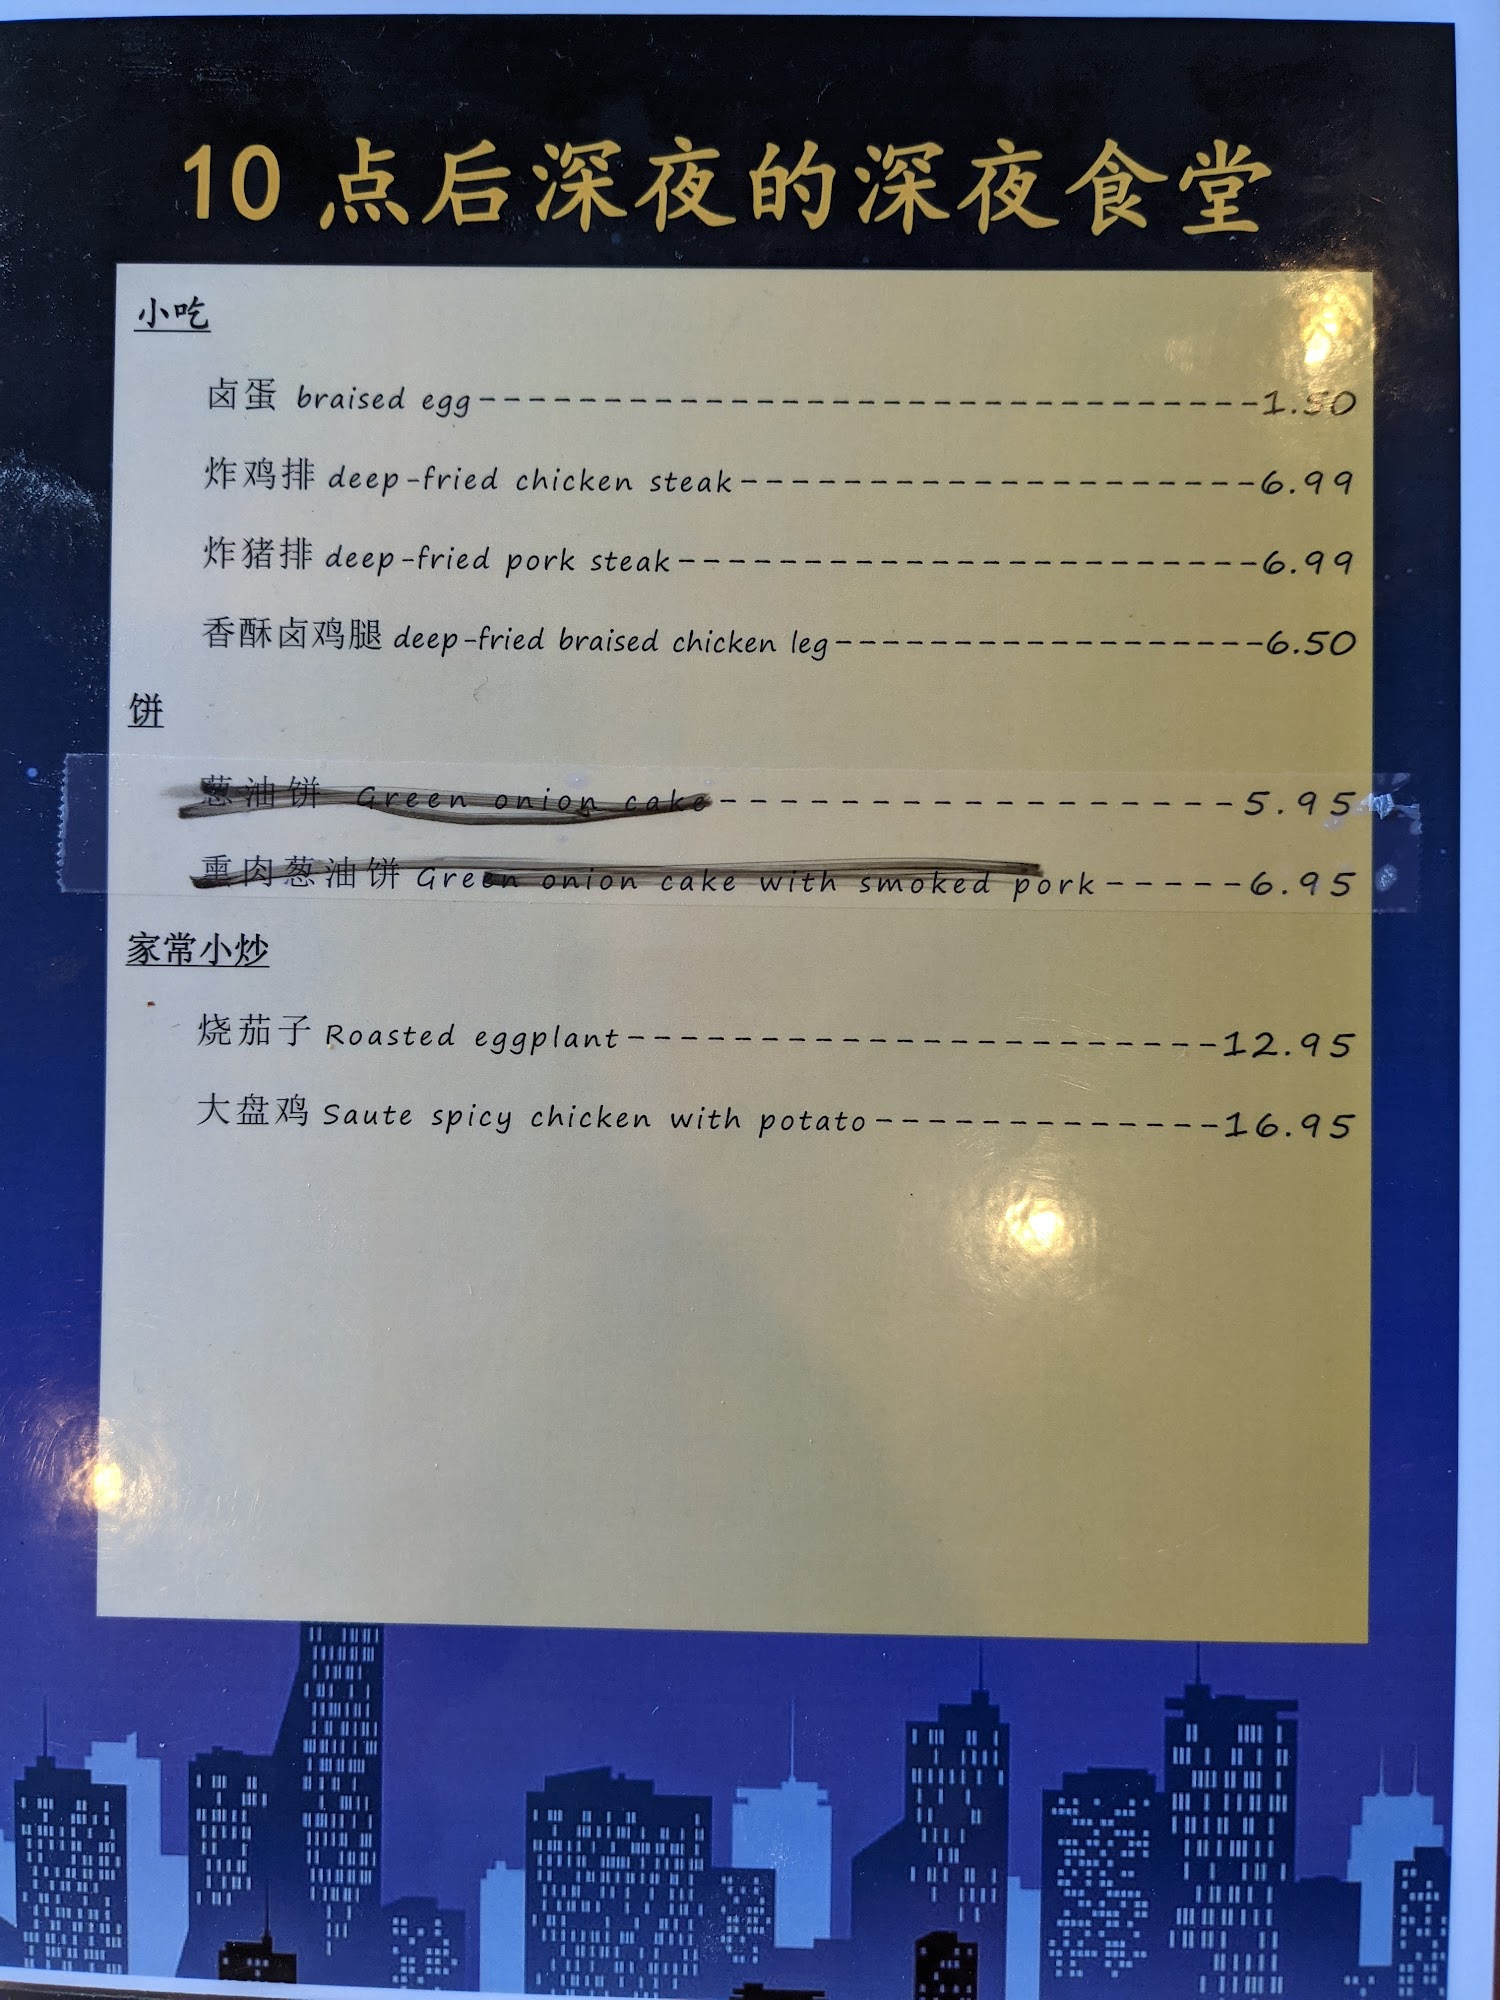 10 点后深夜的深夜食堂
小吃
卤蛋 braised egg-------------------------------1.50
炸鸡排 deep-fried chicken steak--------------------6.99
炸猪排 deep-fried pork steak-----------------------6.99
香酥卤鸡腿 deep-fried braised chicken leg-----------------6.50
饼
葱油饼 Green onion cake------------------5.95
熏肉葱油饼 Green onion cake with smoked pork-----6.95
家常小炒
烧茄子 Roasted eggplant----------------------12.95
大盘鸡 Saute spicy chicken with potato-------------16.95